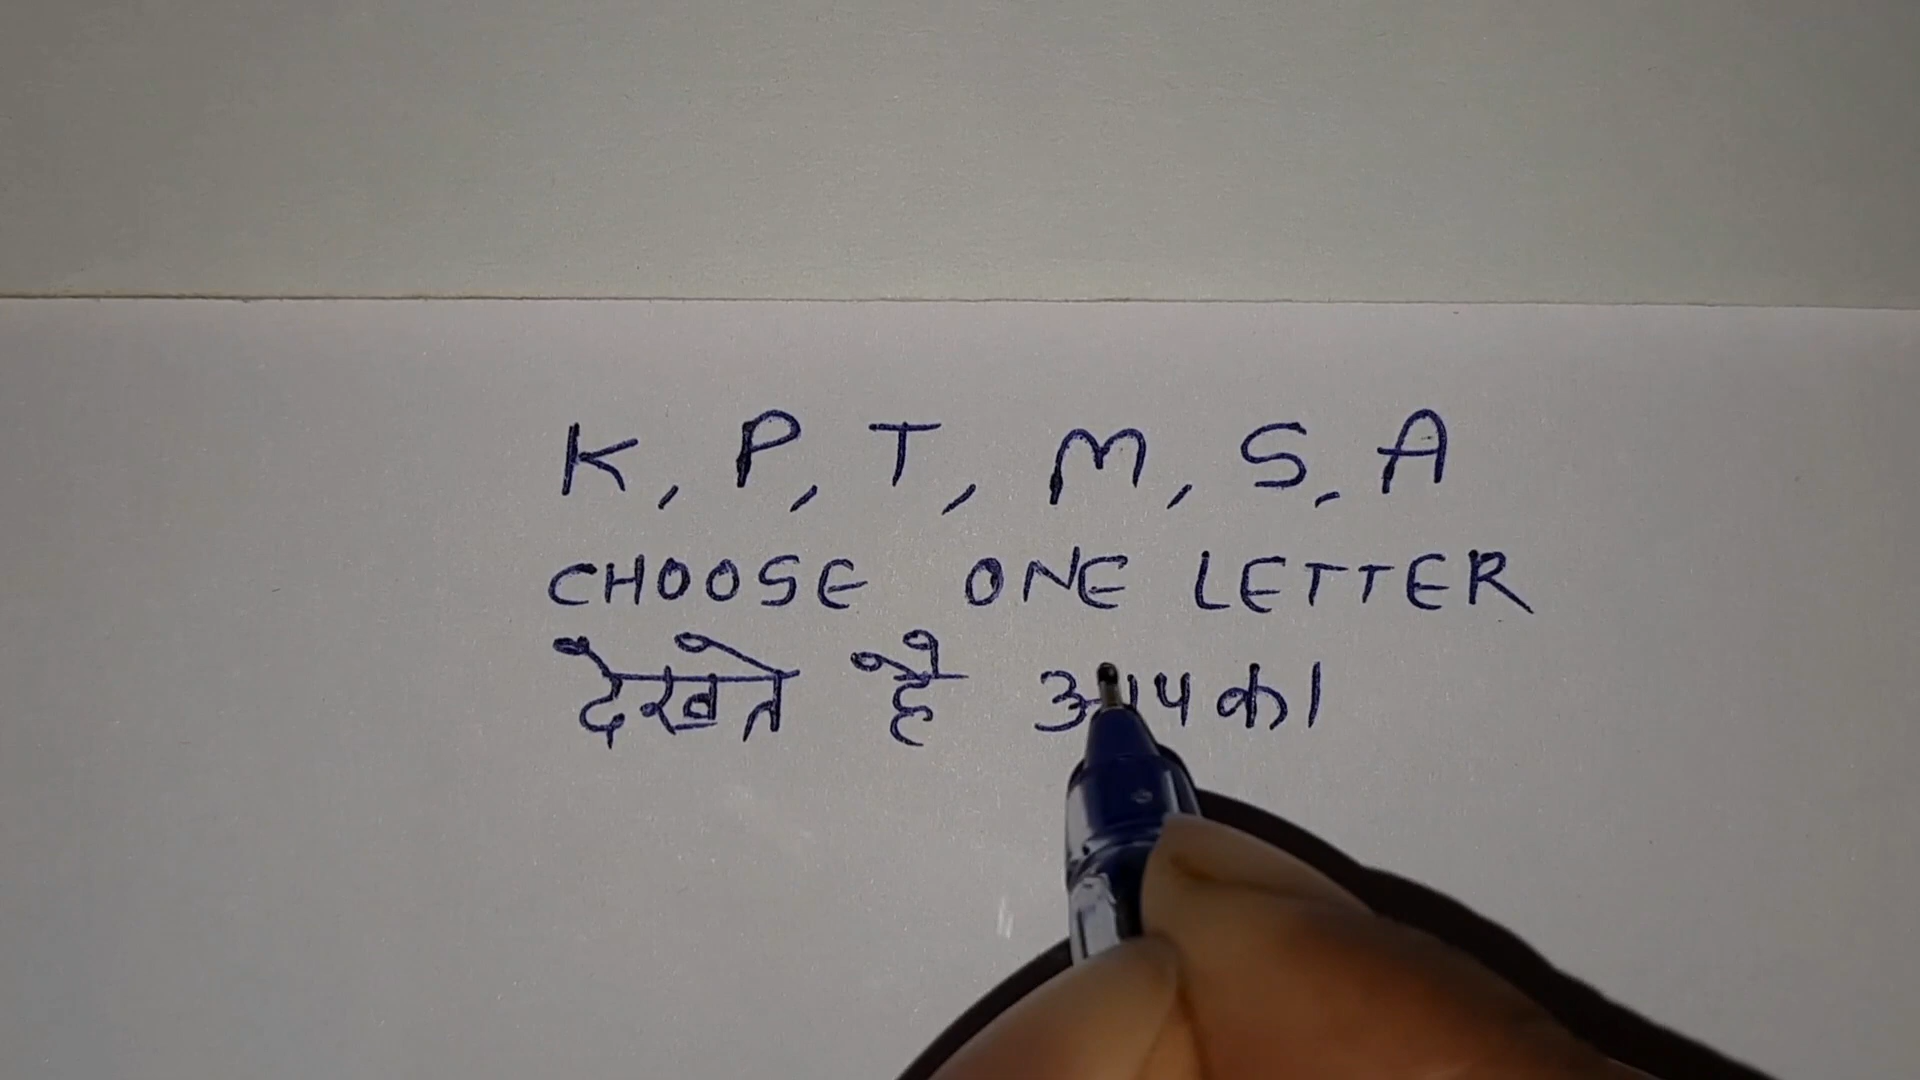 K, P, T, M, S, A
CHOOSE ONE LETTER
देखते है आपका